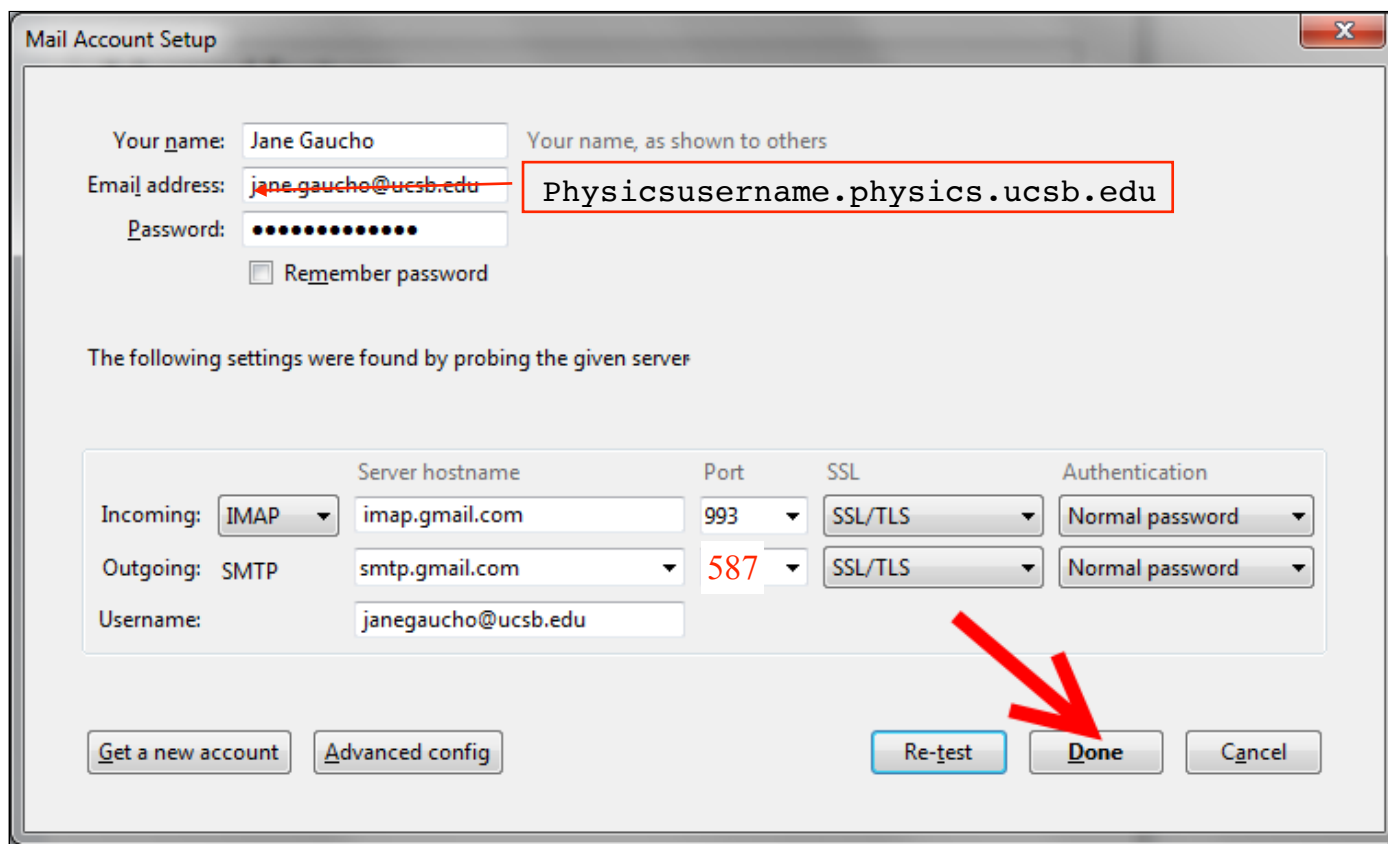 Mail Account Setup
Your name: Jane Gaucho Your name, as shown to others
Email address: jane.gaucho@ucsb.edu Physicsusername.physics.ucsb.edu
Password: •••••••••••••
Remember password
The following settings were found by probing the given server
Server hostname Port SSL Authentication
Incoming: IMAP imap.gmail.com 993 SSL/TLS Normal password
Outgoing: SMTP smtp.gmail.com 587 SSL/TLS Normal password
Username: janegaucho@ucsb.edu
Get a new account Advanced config Re-test Done Cancel